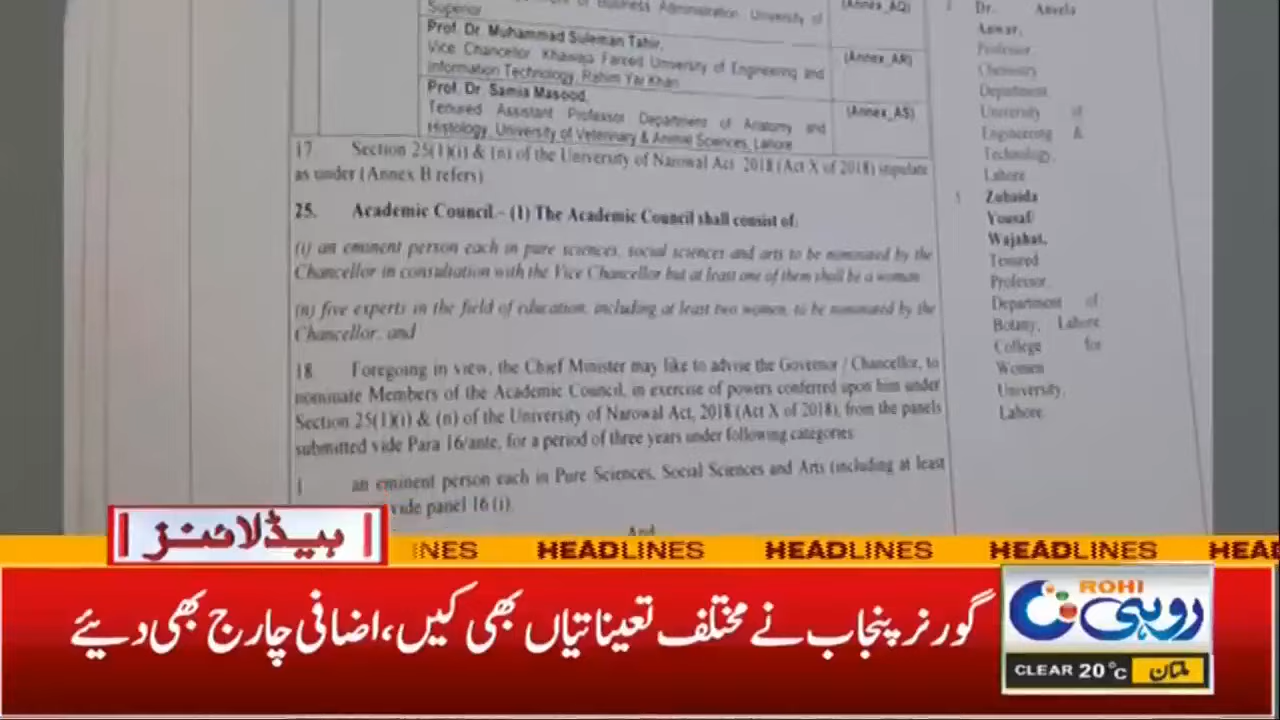 of Business Administration University of
Superior
(Annex_AQ)
Prof. Dr. Muhammad Suleman Tahir,
Vice Chancellor Khawaja Fareed University of Engineering and
Information Technology, Rahim Yar Khan
(Annex_AR)
Prof. Dr. Samia Masood,
Tenured Assistant Professor Department of Anatomy and
Histology, University of Veterinary & Animal Sciences, Lahore
(Annex_AS)
17 Section 25(1)(i) & (n) of the University of Narowal Act 2018 (Act X of 2018) stipulate
as under (Annex B refers)
25. Academic Council.- (1) The Academic Council shall consist of:
(i) an eminent person each in pure sciences, social sciences and arts to be nominated by the
Chancellor in consultation with the Vice Chancellor but at least one of them shall be a woman
(n) five experts in the field of education, including at least two women, to be nominated by the
Chancellor, and
18 Foregoing in view, the Chief Minister may like to advise the Governor / Chancellor, to
nominate Members of the Academic Council, in exercise of powers conferred upon him under
Section 25(1)(i) & (n) of the University of Narowal Act, 2018 (Act X of 2018), from the panels
submitted vide Para 16/ante, for a period of three years under following categories
i an eminent person each in Pure Sciences, Social Sciences and Arts (including at least
vide panel 16 (i).
And
Dr.
Anwar,
Professor
Chemistry
Department,
University of
Engineering &
Technology,
Lahore
Zubaida
Yousaf
Wajahat,
Tenured
Professor,
Department of
Botany, Lahore
College for
Women
University,
Lahore
ہیڈلائنز
INES HEADLINES HEADLINES HEADLINES HEA
گورنر پنجاب نے مختلف تعیناتیاں بھی کیں، اضافی چارج بھی دیئے
ROHI
روہی
CLEAR 20°C ملتان